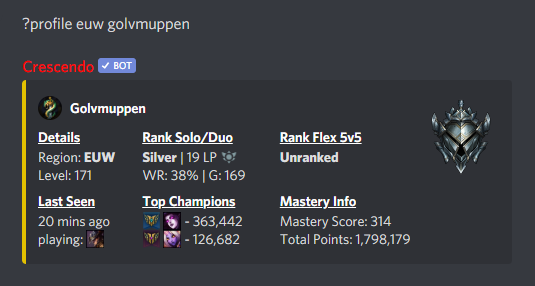 ?profile euw golvmuppen
Crescendo ✓ BOT
Golvmuppen
Details
Region: EUW
Level: 171
Rank Solo/Duo
Silver | 19 LP
WR: 38% | G: 169
Rank Flex 5v5
Unranked
Last Seen
20 mins ago
playing:
Top Champions
- 363,442
- 126,682
Mastery Info
Mastery Score: 314
Total Points: 1,798,179